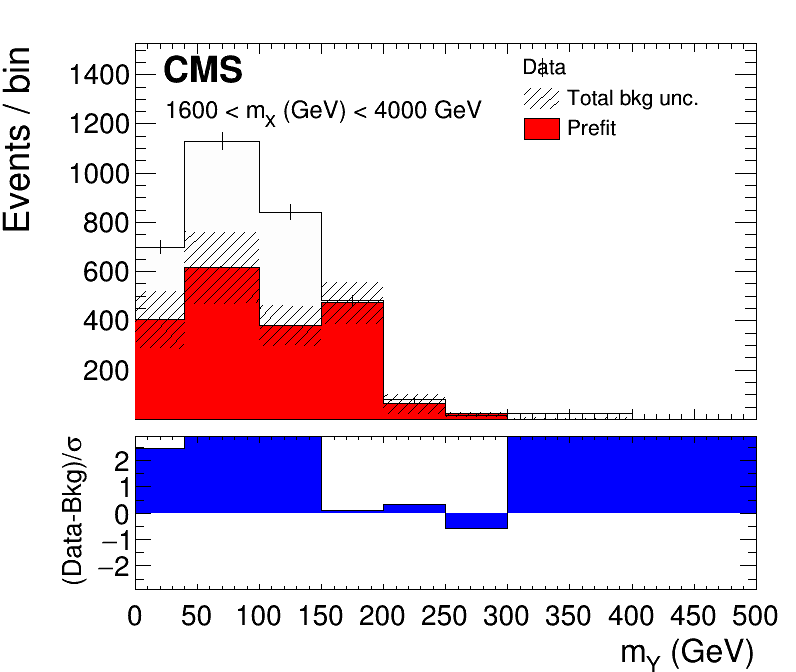 CMS
1600 < mX (GeV) < 4000 GeV
Data
Total bkg unc.
Prefit
Events / bin
1400
1200
1000
800
600
400
200
(Data-Bkg)/σ
2
1
0
−1
−2
0 50 100 150 200 250 300 350 400 450 500
mY (GeV)